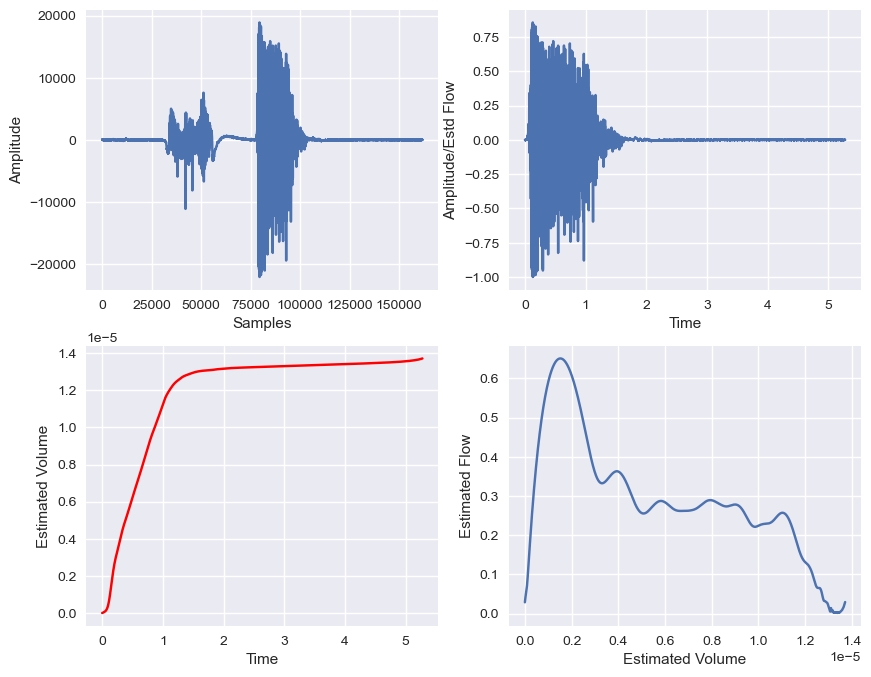 20000
10000
0
−10000
−20000
Amplitude
0 25000 50000 75000 100000 125000 150000
Samples
0.75
0.50
0.25
0.00
−0.25
−0.50
−0.75
−1.00
Amplitude/Estd Flow
0 1 2 3 4 5
Time
1e−5
1.4
1.2
1.0
0.8
0.6
0.4
0.2
0.0
Estimated Volume
0 1 2 3 4 5
Time
0.6
0.5
0.4
0.3
0.2
0.1
0.0
Estimated Flow
0.0 0.2 0.4 0.6 0.8 1.0 1.2 1.4
1e−5
Estimated Volume